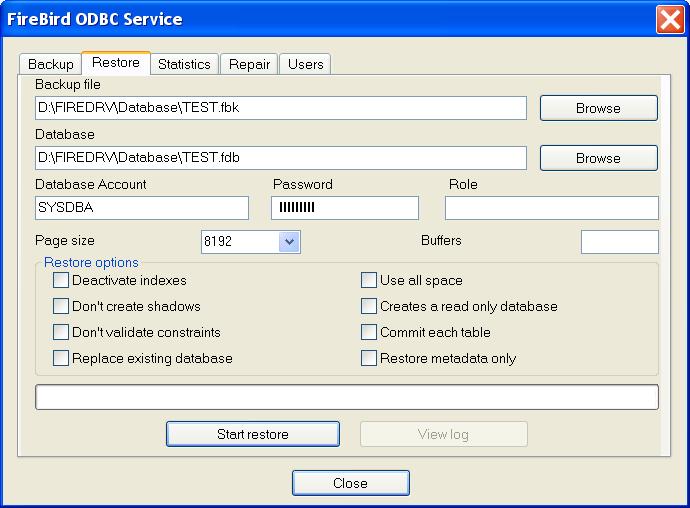 FireBird ODBC Service
Backup Restore Statistics Repair Users
Backup file
D:\FIREDRV\Database\TEST.fbk Browse
Database
D:\FIREDRV\Database\TEST.fdb Browse
Database Account Password Role
SYSDBA
Page size 8192 Buffers
Restore options
Deactivate indexes Use all space
Don't create shadows Creates a read only database
Don't validate constraints Commit each table
Replace existing database Restore metadata only
Start restore View log
Close